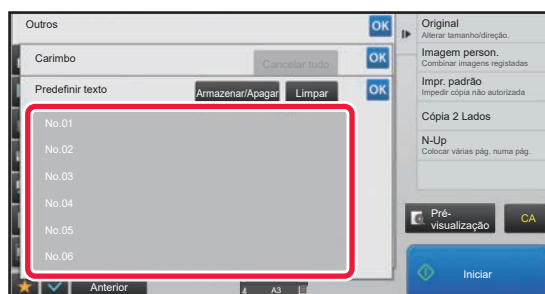 Outros
OK
Carimbo
Cancelar tudo
OK
Predefinir texto
Armazenar/Apagar
Limpar
OK
No.01
No.02
No.03
No.04
No.05
No.06
Anterior
A3
Original
Alterar tamanho/direção.
Imagem person.
Combinar imagens registadas
Impr. padrão
Impedir cópia não autorizada
Cópia 2 Lados
N-Up
Colocar várias pág. numa pág.
Pré-
visualização
CA
Iniciar